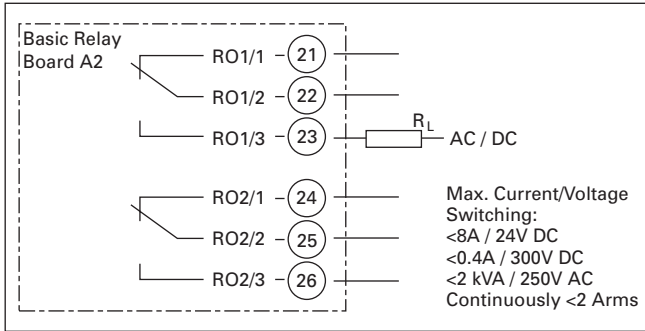 Basic Relay
Board A2
RO1/1 21
RO1/2 22
RO1/3 23
RL AC / DC
RO2/1 24
RO2/2 25
RO2/3 26
Max. Current/Voltage
Switching:
<8A / 24V DC
<0.4A / 300V DC
<2 kVA / 250V AC
Continuously <2 Arms